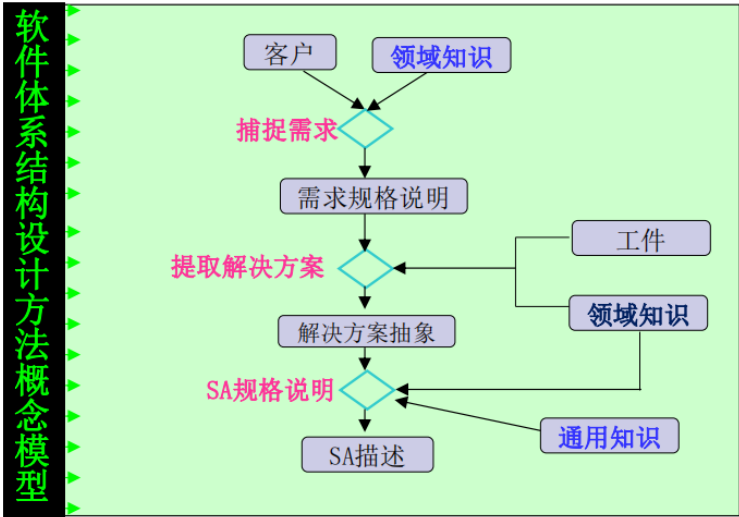 软件体系结构设计方法概念模型
客户
领域知识
捕捉需求
需求规格说明
工件
提取解决方案
领域知识
解决方案抽象
SA规格说明
通用知识
SA描述